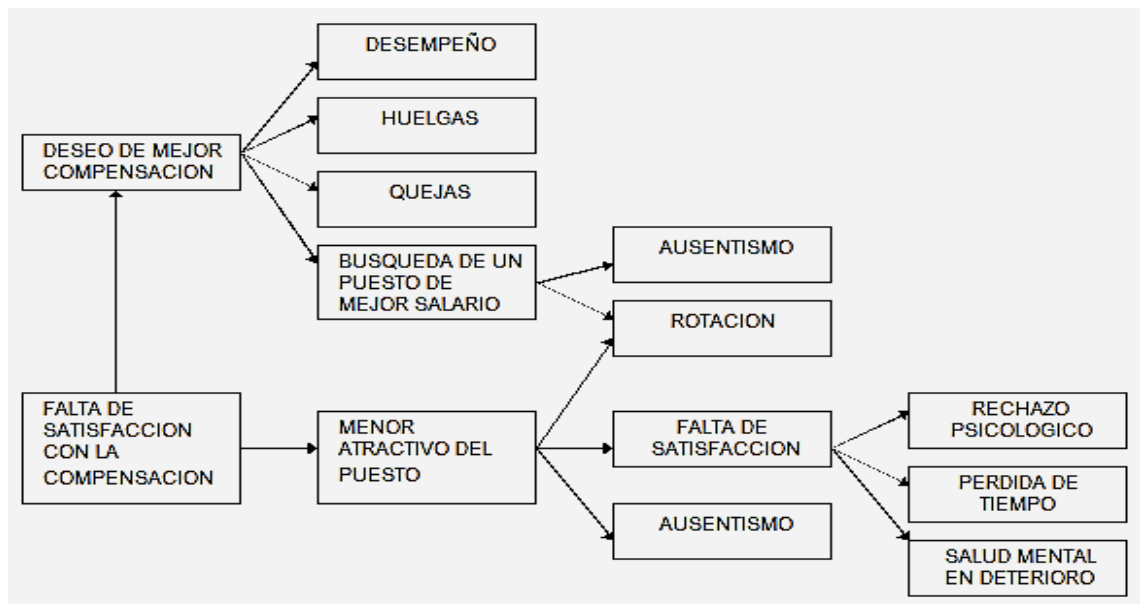 DESEMPEÑO
HUELGAS
DESEO DE MEJOR
COMPENSACION
QUEJAS
BUSQUEDA DE UN
PUESTO DE
MEJOR SALARIO
AUSENTISMO
ROTACION
FALTA DE
SATISFACCION
CON LA
COMPENSACION
MENOR
ATRACTIVO DEL
PUESTO
FALTA DE
SATISFACCION
AUSENTISMO
RECHAZO
PSICOLOGICO
PERDIDA DE
TIEMPO
SALUD MENTAL
EN DETERIORO